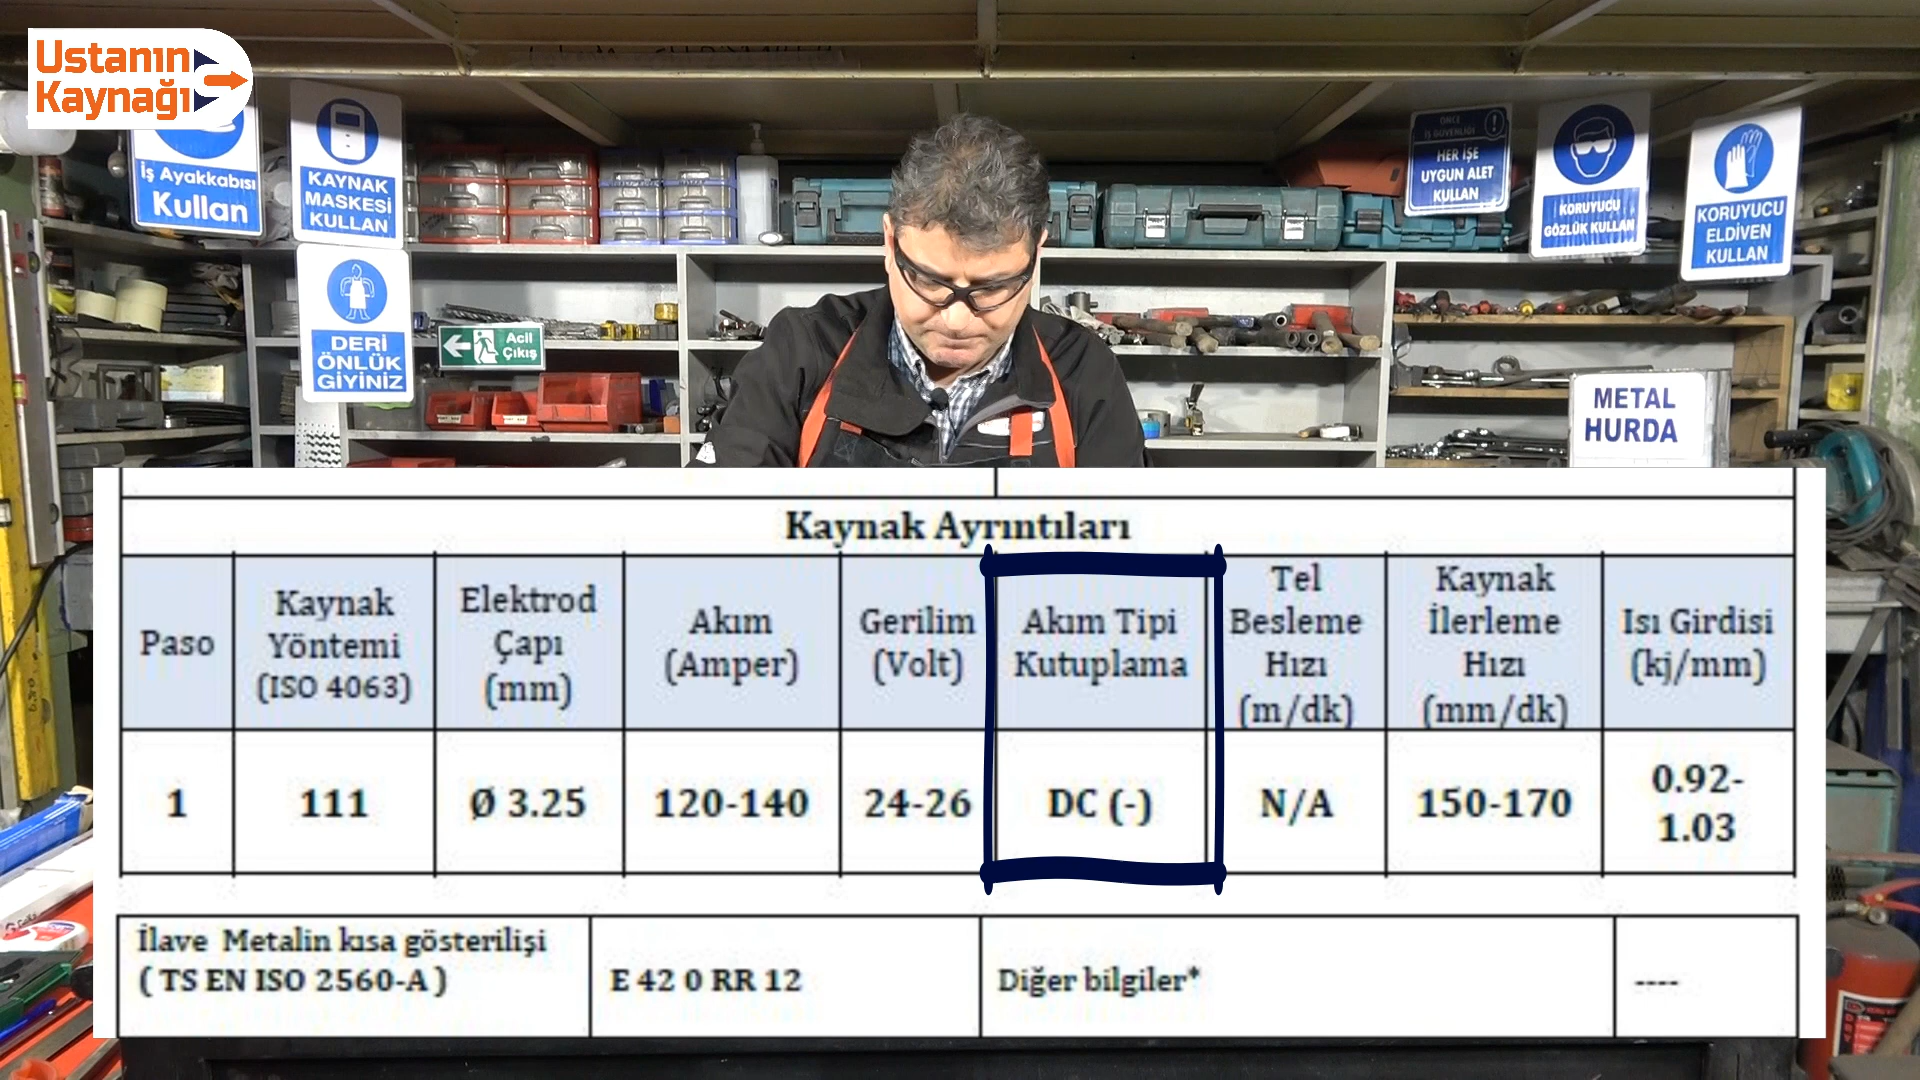 Ustanın
Kaynağı
İş Ayakkabısı
Kullan
KAYNAK
MASKESİ
KULLAN
DERİ
ÖNLÜK
GİYİNİZ
Acil
Çıkış
ÖNCE
İŞ GÜVENLİĞİ
HER İŞE
UYGUN ALET
KULLAN
KORUYUCU
GÖZLÜK KULLAN
KORUYUCU
ELDİVEN
KULLAN
METAL
HURDA
Kaynak Ayrıntıları
Paso
Kaynak
Yöntemi
(ISO 4063)
Elektrod
Çapı
(mm)
Akım
(Amper)
Gerilim
(Volt)
Akım Tipi
Kutuplama
Tel
Besleme
Hızı
(m/dk)
Kaynak
İlerleme
Hızı
(mm/dk)
Isı Girdisi
(kj/mm)
1
111
Ø 3.25
120-140
24-26
DC (-)
N/A
150-170
0.92-
1.03
İlave Metalin kısa gösterilişi
( TS EN ISO 2560-A )
E 42 0 RR 12
Diğer bilgiler*
----